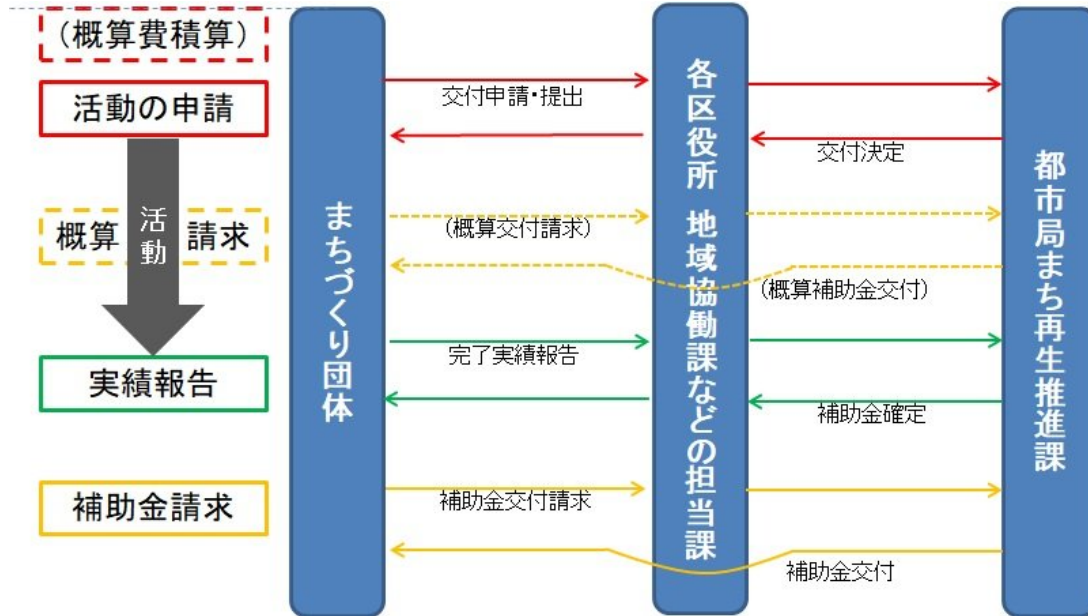 （概算費積算）
活動の申請
活動
概算 請求
実績報告
補助金請求
まちづくり団体
交付申請・提出
（概算交付請求）
完了実績報告
補助金交付請求
各区役所 地域協働課などの担当課
交付決定
（概算補助金交付）
補助金確定
補助金交付
都市局まち再生推進課